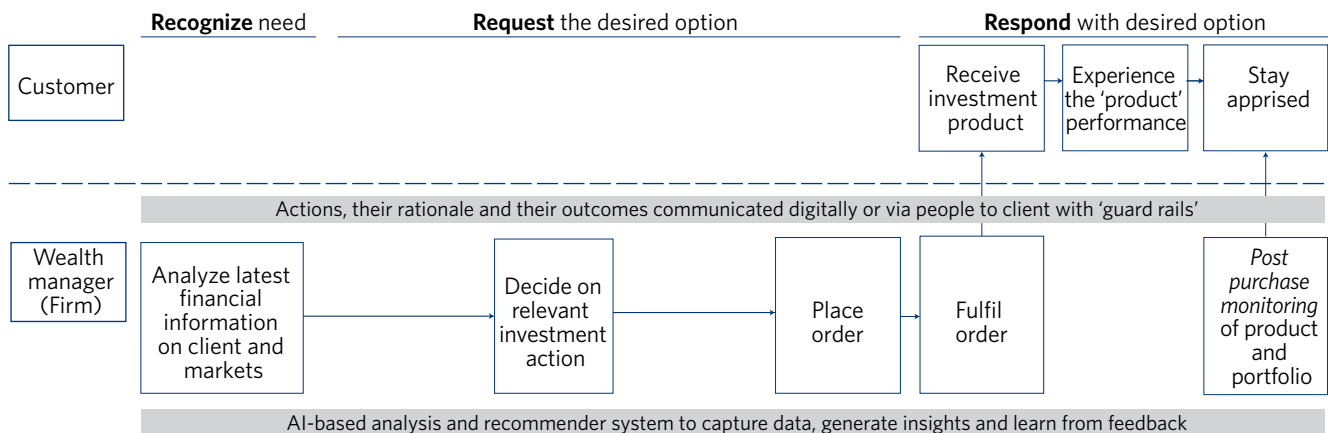 Recognize need
Request the desired option
Respond with desired option
Customer
Receive
investment
product
Experience
the 'product'
performance
Stay
apprised
Actions, their rationale and their outcomes communicated digitally or via people to client with 'guard rails'
Wealth
manager
(Firm)
Analyze latest
financial
information
on client and
markets
Decide on
relevant
investment
action
Place
order
Fulfil
order
Post
purchase
monitoring
of product
and
portfolio
AI-based analysis and recommender system to capture data, generate insights and learn from feedback